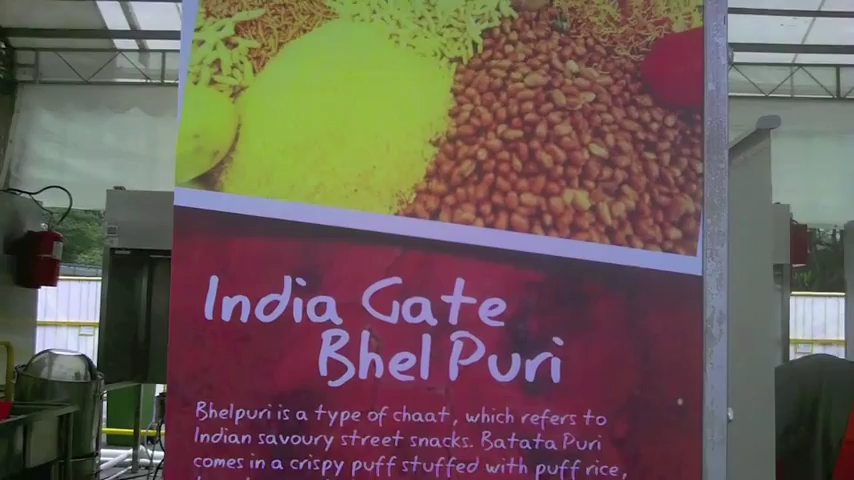 India Gate
Bhel Puri
Bhelpuri is a type of chaat, which refers to
Indian savoury street snacks. Batata Puri
comes in a crispy puff stuffed with puff rice,